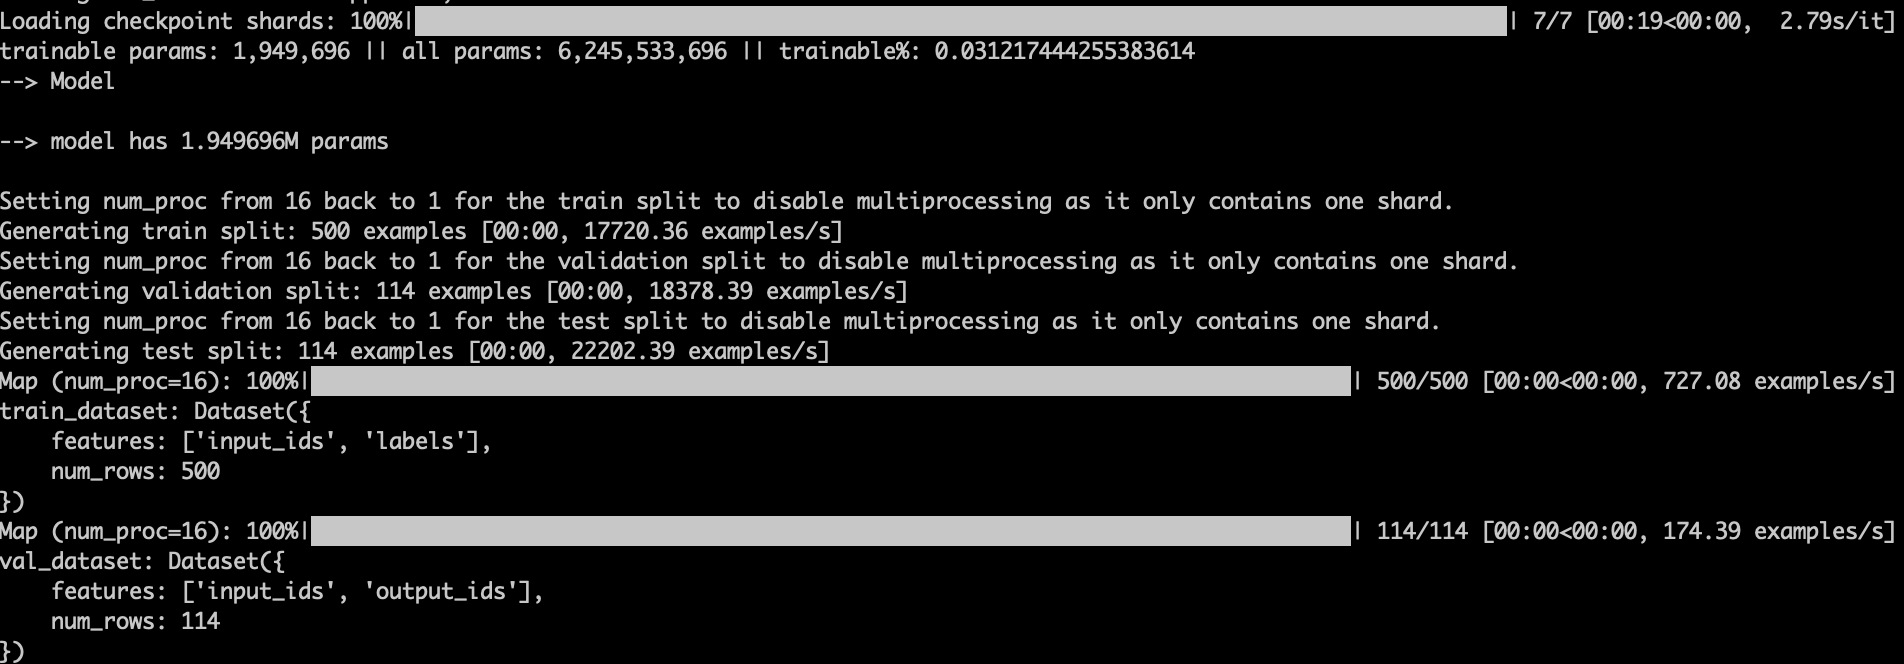 Loading checkpoint shards: 100%| | 7/7 [00:19<00:00,  2.79s/it]
trainable params: 1,949,696 || all params: 6,245,533,696 || trainable%: 0.031217444255383614
--> Model
--> model has 1.949696M params
Setting num_proc from 16 back to 1 for the train split to disable multiprocessing as it only contains one shard.
Generating train split: 500 examples [00:00, 17720.36 examples/s]
Setting num_proc from 16 back to 1 for the validation split to disable multiprocessing as it only contains one shard.
Generating validation split: 114 examples [00:00, 18378.39 examples/s]
Setting num_proc from 16 back to 1 for the test split to disable multiprocessing as it only contains one shard.
Generating test split: 114 examples [00:00, 22202.39 examples/s]
Map (num_proc=16): 100%| | 500/500 [00:00<00:00, 727.08 examples/s]
train_dataset: Dataset({
    features: ['input_ids', 'labels'],
    num_rows: 500
})
Map (num_proc=16): 100%| | 114/114 [00:00<00:00, 174.39 examples/s]
val_dataset: Dataset({
    features: ['input_ids', 'output_ids'],
    num_rows: 114
})